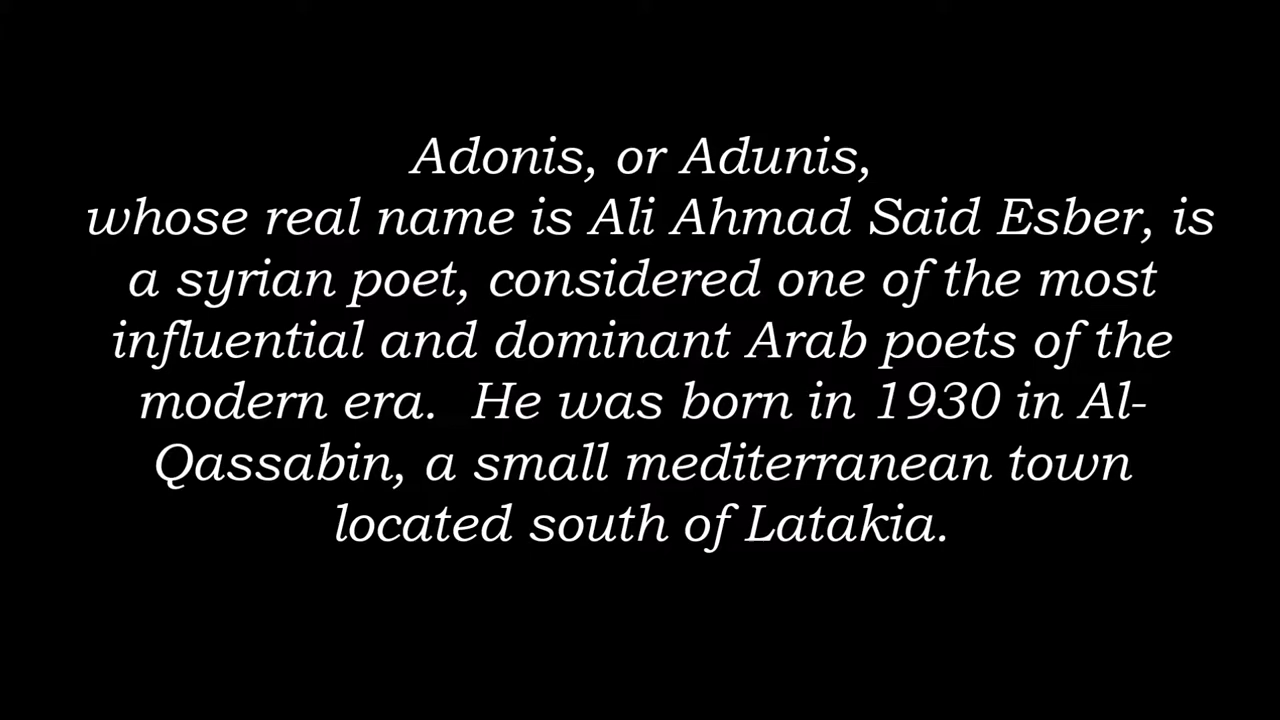 Adonis, or Adunis,
whose real name is Ali Ahmad Said Esber, is
a syrian poet, considered one of the most
influential and dominant Arab poets of the
modern era.  He was born in 1930 in Al-
Qassabin, a small mediterranean town
located south of Latakia.